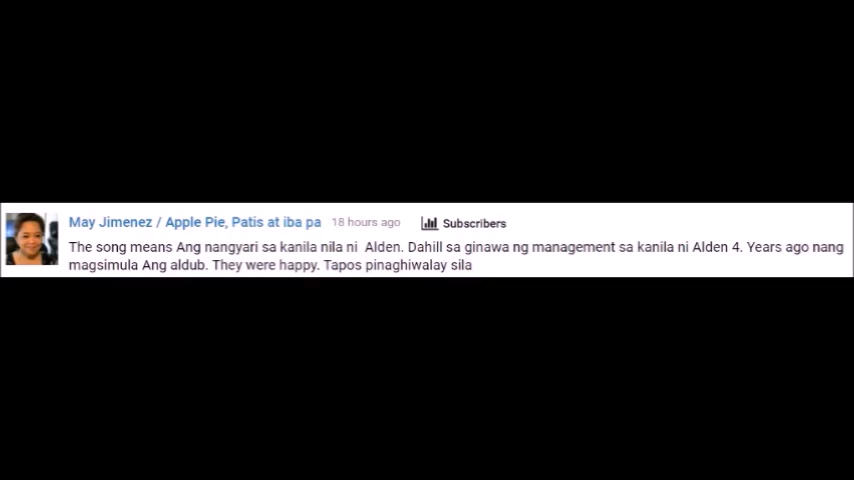 May Jimenez / Apple Pie, Patis at iba pa 18 hours ago Subscribers
The song means Ang nangyari sa kanila nila ni Alden. Dahill sa ginawa ng management sa kanila ni Alden 4. Years ago nang
magsimula Ang aldub. They were happy. Tapos pinaghiwalay sila